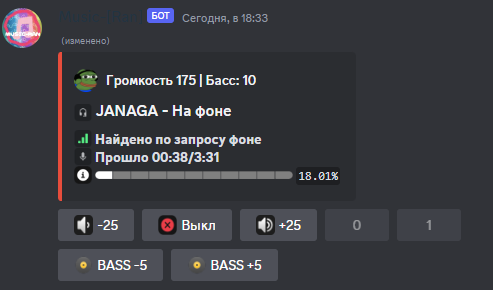 БОТ Сегодня, в 18:33
(изменено)
Громкость 175 | Басс: 10
JANAGA - На фоне
Найдено по запросу фоне
Прошло 00:38/3:31
18.01%
-25 Выкл +25 0 1
BASS -5 BASS +5